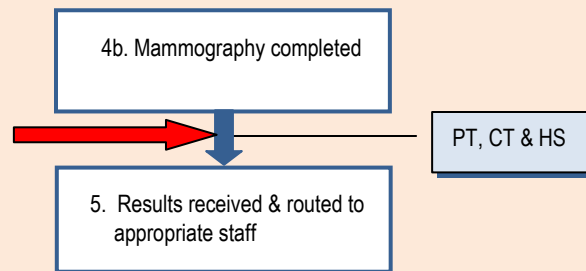 4b. Mammography completed
PT, CT & HS
5. Results received & routed to
appropriate staff